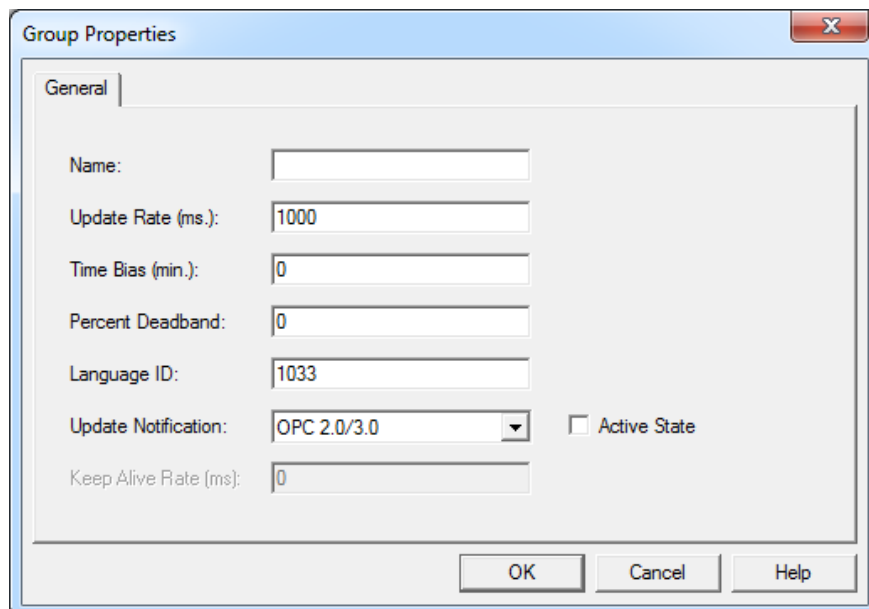 Group Properties
General
Name:
Update Rate (ms.): 1000
Time Bias (min.): 0
Percent Deadband: 0
Language ID: 1033
Update Notification: OPC 2.0/3.0 Active State
Keep Alive Rate (ms): 0
OK Cancel Help